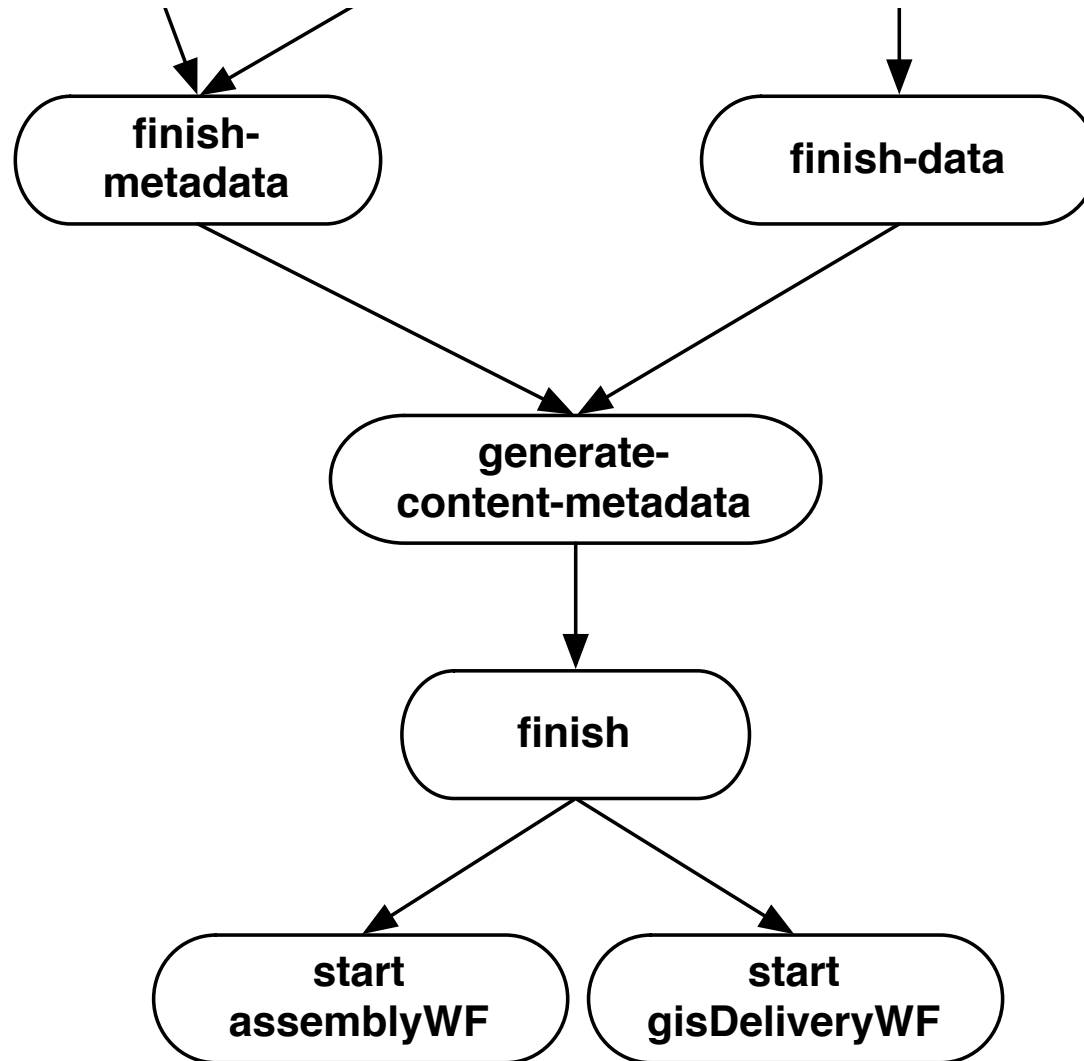 finish-
metadata
finish-data
generate-
content-metadata
finish
start
assemblyWF
start
gisDeliveryWF